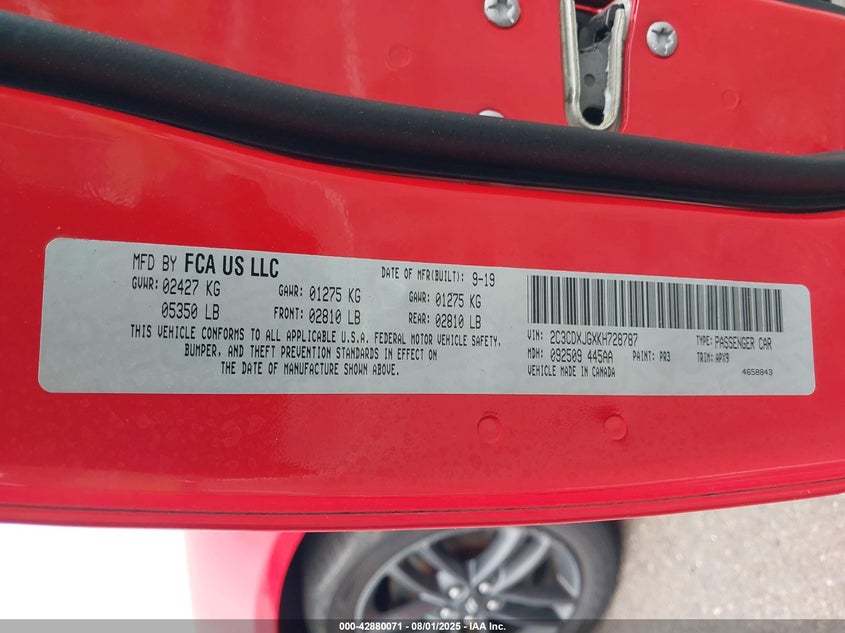 MFD BY FCA US LLC
DATE OF MFR(BUILT): 9-19
GVWR: 02427 KG GAWR: 01275 KG GAWR: 01275 KG
05350 LB FRONT: 02810 LB REAR: 02810 LB
THIS VEHICLE CONFORMS TO ALL APPLICABLE U.S.A. FEDERAL MOTOR VEHICLE SAFETY,
BUMPER, AND THEFT PREVENTION STANDARDS IN EFFECT ON
THE DATE OF MANUFACTURE SHOWN ABOVE.
VIN: 2C3CDXJGXKH728787 TYPE: PASSENGER CAR
MDH: 092509 445AA PAINT: PR3 TRIM: APX9
VEHICLE MADE IN CANADA 4658843
000-42880071 - 08/01/2025 - IAA Inc.